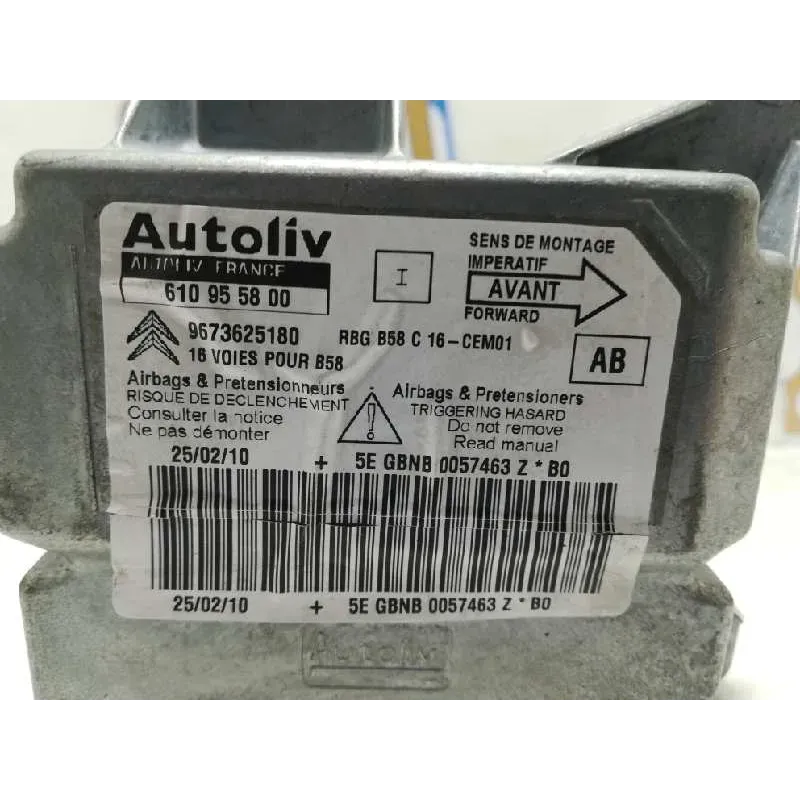 Autoliv
AUTOLIV FRANCE
610 95 58 00
I
SENS DE MONTAGE
IMPERATIF
AVANT
FORWARD
9673625180
RBG B58 C 16-CEM01
16 VOIES POUR B58
AB
Airbags & Pretensionneurs
RISQUE DE DECLENCHEMENT
Consulter la notice
Ne pas démonter
Airbags & Pretensioners
TRIGGERING HASARD
Do not remove
Read manual
25/02/10 + 5E GBNB 0057463 Z * B0
25/02/10 + 5E GBNB 0057463 Z * B0
Autoliv